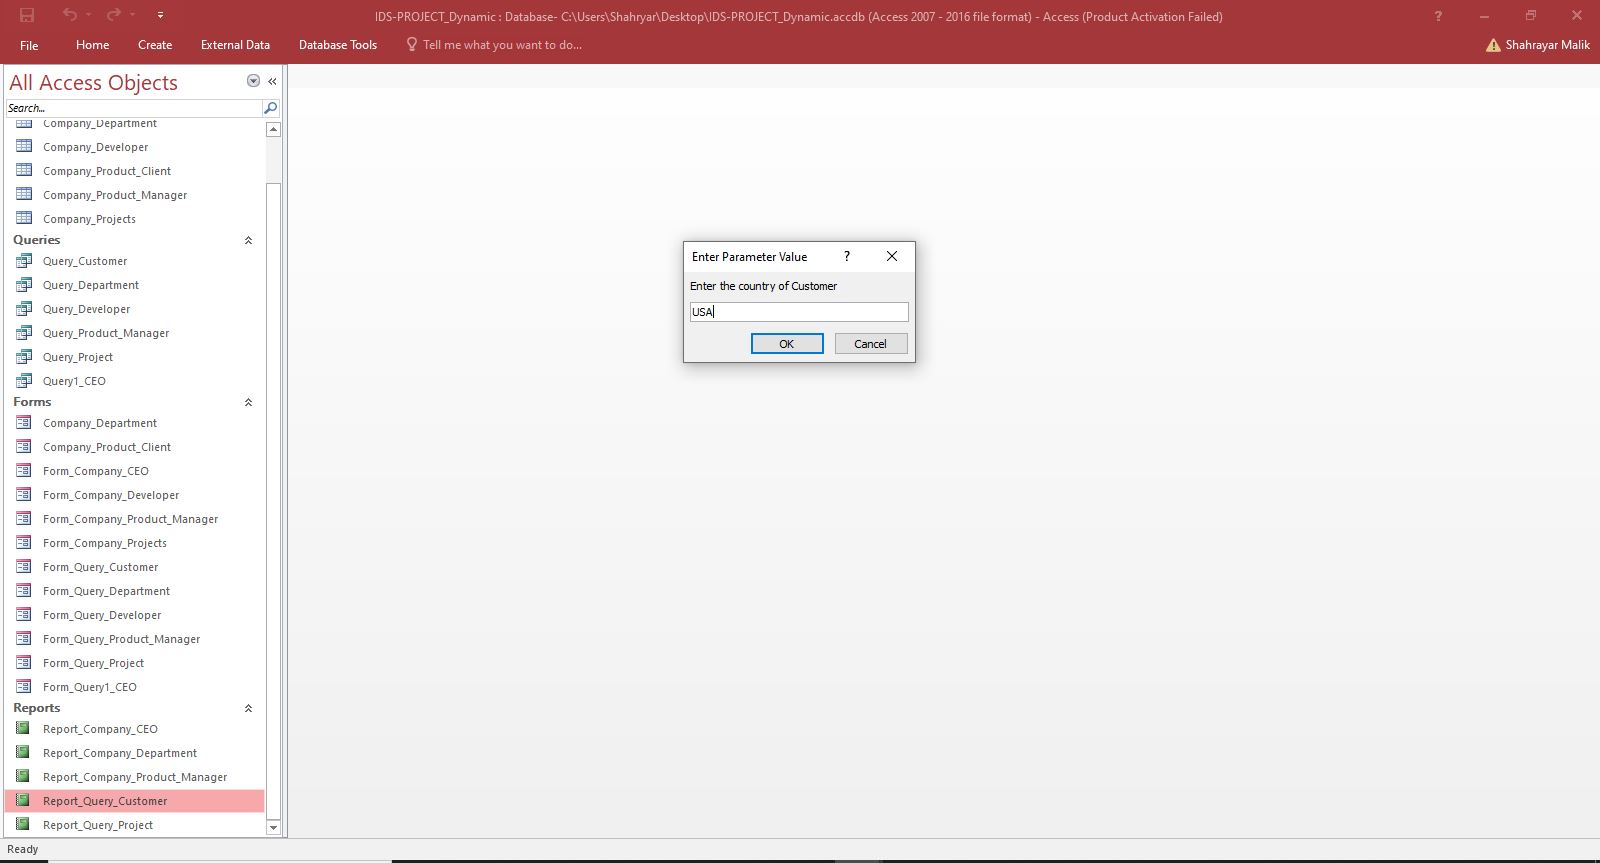 IDS-PROJECT_Dynamic : Database- C:\Users\Shahryar\Desktop\IDS-PROJECT_Dynamic.accdb (Access 2007 - 2016 file format) - Access (Product Activation Failed) ?
File Home Create External Data Database Tools Tell me what you want to do... Shahrayar Malik
All Access Objects
Search...
Company_Department
Company_Developer
Company_Product_Client
Company_Product_Manager
Company_Projects
Queries
Query_Customer
Query_Department
Query_Developer
Query_Product_Manager
Query_Project
Query1_CEO
Forms
Company_Department
Company_Product_Client
Form_Company_CEO
Form_Company_Developer
Form_Company_Product_Manager
Form_Company_Projects
Form_Query_Customer
Form_Query_Department
Form_Query_Developer
Form_Query_Product_Manager
Form_Query_Project
Form_Query1_CEO
Reports
Report_Company_CEO
Report_Company_Department
Report_Company_Product_Manager
Report_Query_Customer
Report_Query_Project
Enter Parameter Value ?
Enter the country of Customer
USA
OK Cancel
Ready